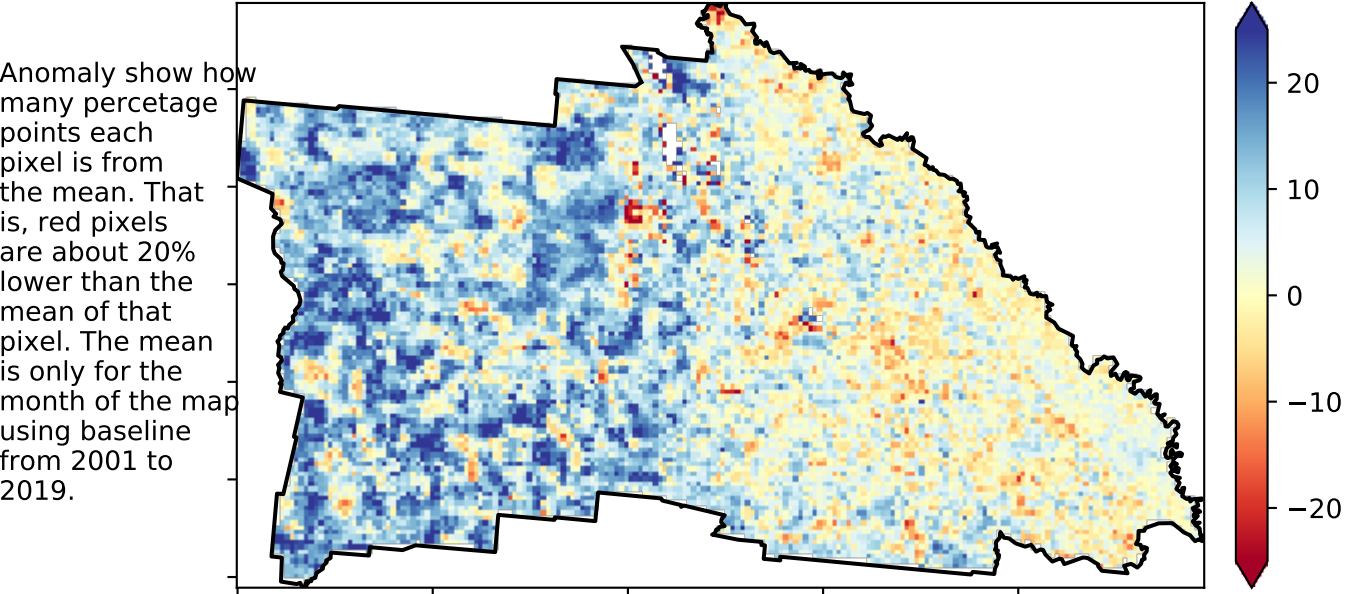 Anomaly show how
many percetage
points each
pixel is from
the mean. That
is, red pixels
are about 20%
lower than the
mean of that
pixel. The mean
is only for the
month of the map
using baseline
from 2001 to
2019.
20
10
0
−10
−20